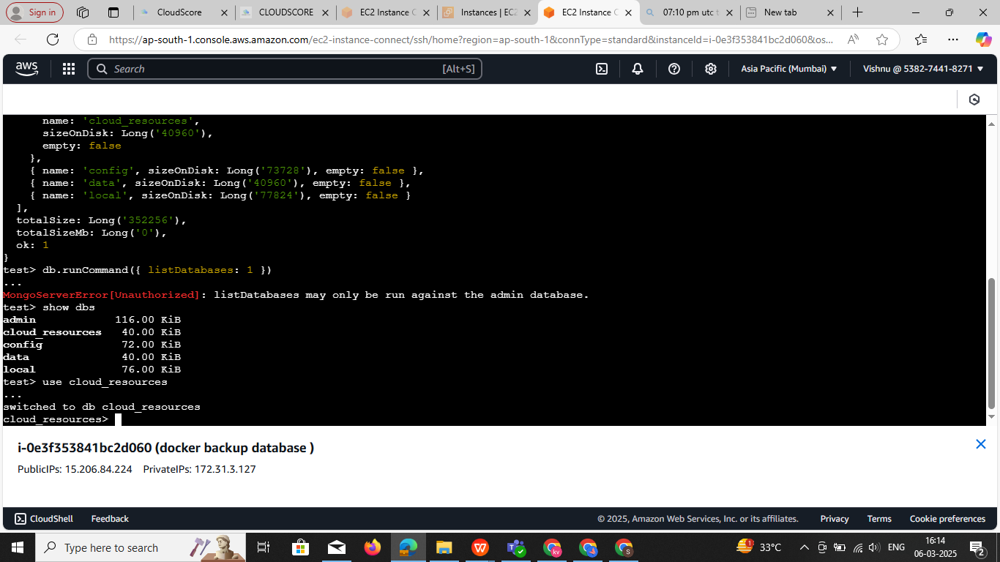 Sign in
CloudScore
CLOUDSCORE
EC2 Instance C
Instances | EC2
EC2 Instance C
07:10 pm utc t
New tab
https://ap-south-1.console.aws.amazon.com/ec2-instance-connect/ssh/home?region=ap-south-1&connType=standard&instanceId=i-0e3f353841bc2d060&os...
aws
Search
[Alt+S]
Asia Pacific (Mumbai)
Vishnu @ 5382-7441-8271
name: 'cloud_resources',
sizeOnDisk: Long('40960'),
empty: false
},
{ name: 'config', sizeOnDisk: Long('73728'), empty: false },
{ name: 'data', sizeOnDisk: Long('40960'), empty: false },
{ name: 'local', sizeOnDisk: Long('77824'), empty: false }
],
totalSize: Long('352256'),
totalSizeMb: Long('0'),
ok: 1
}
test> db.runCommand({ listDatabases: 1 })
...
MongoServerError[Unauthorized]: listDatabases may only be run against the admin database.
test> show dbs
admin 116.00 KiB
cloud_resources 40.00 KiB
config 72.00 KiB
data 40.00 KiB
local 76.00 KiB
test> use cloud_resources
...
switched to db cloud_resources
cloud_resources>
i-0e3f353841bc2d060 (docker backup database )
PublicIPs: 15.206.84.224 PrivateIPs: 172.31.3.127
CloudShell
Feedback
© 2025, Amazon Web Services, Inc. or its affiliates.
Privacy
Terms
Cookie preferences
Type here to search
33°C
ENG
16:14
06-03-2025
2